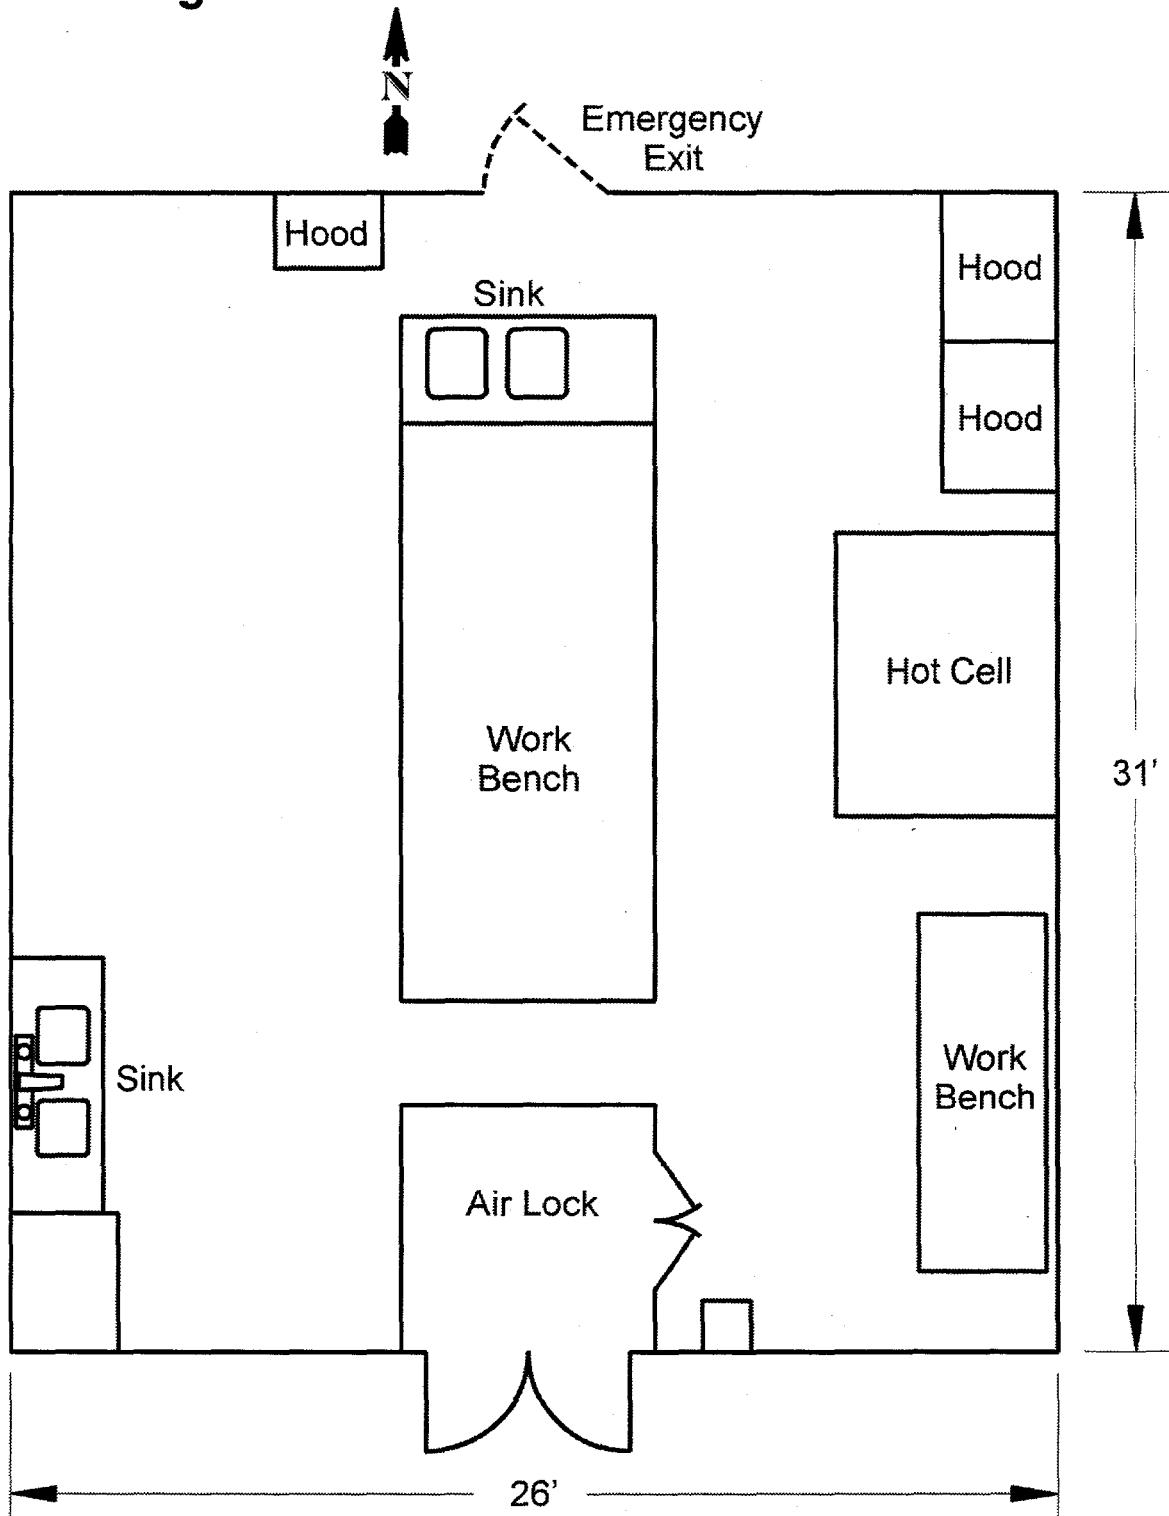 N
Emergency
Exit
Hood
Hood
Sink
Hood
Hot Cell
Work
Bench
31'
Work
Bench
Sink
Air Lock
26'